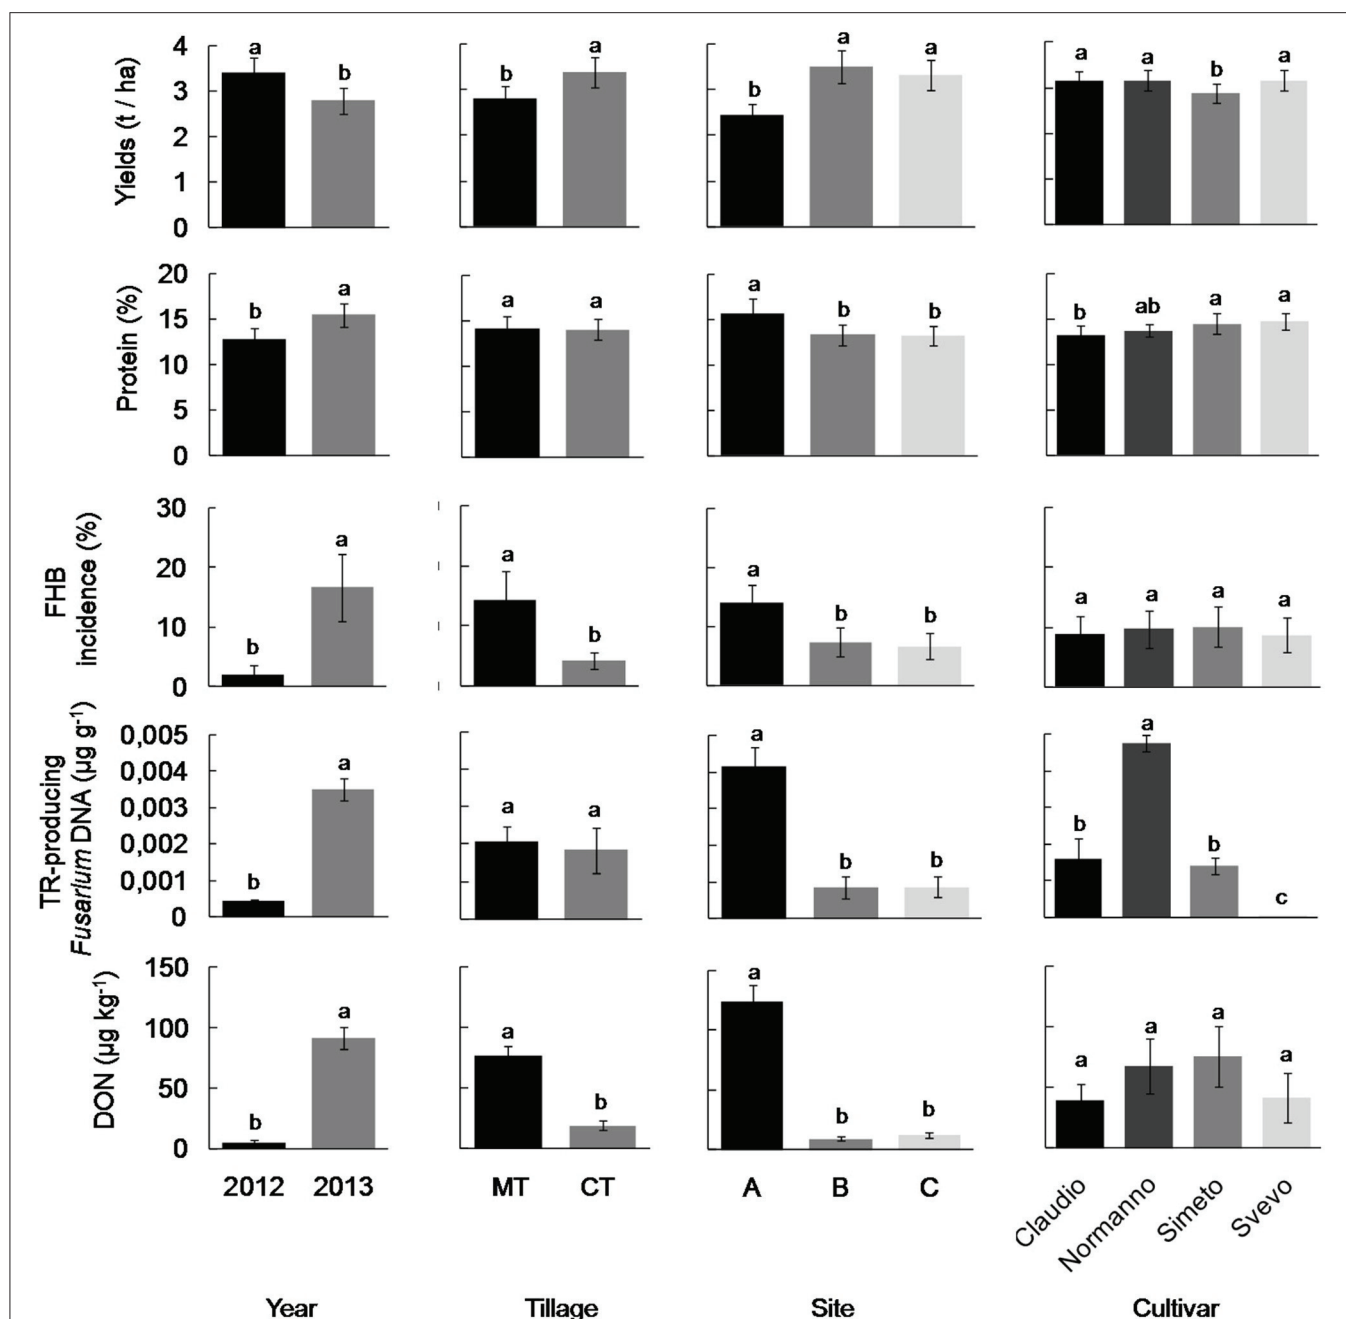 Yields (t / ha)
4
3
2
1
0
a
b
b
a
b
a
a
a
a
b
a
Protein (%)
20
15
10
5
0
b
a
a
a
a
b
b
b
ab
a
a
FHB
incidence (%)
30
20
10
0
b
a
a
b
a
b
b
a
a
a
a
TR-producing
Fusarium DNA (µg g-1)
0,005
0,004
0,003
0,002
0,001
0
b
a
a
a
a
b
b
b
a
b
c
DON (µg kg-1)
150
100
50
0
b
a
a
b
a
b
b
a
a
a
a
2012 2013
MT CT
A B C
Claudio
Normanno
Simeto
Svevo
Year
Tillage
Site
Cultivar